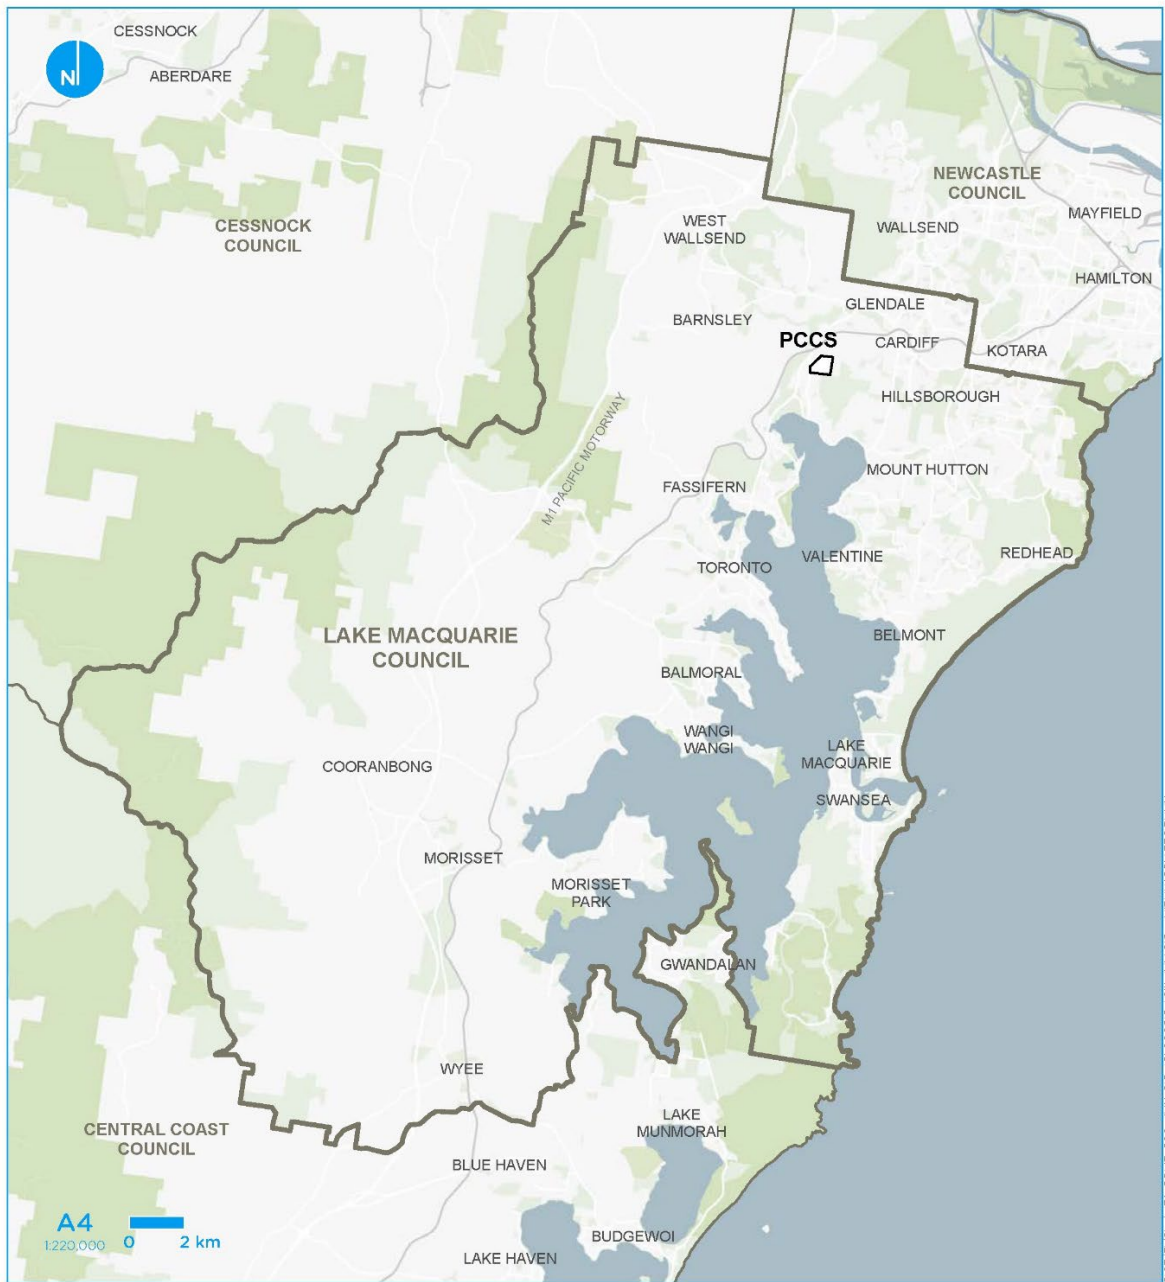 CESSNOCK
N
ABERDARE
NEWCASTLE
COUNCIL
MAYFIELD
CESSNOCK
COUNCIL
WEST
WALLSEND
WALLSEND
HAMILTON
GLENDALE
BARNSLEY
PCCS
CARDIFF
KOTARA
HILLSBOROUGH
M1 PACIFIC MOTORWAY
MOUNT HUTTON
FASSIFERN
VALENTINE
REDHEAD
TORONTO
LAKE MACQUARIE
COUNCIL
BELMONT
BALMORAL
WANGI
WANGI
LAKE
MACQUARIE
COORANBONG
SWANSEA
MORISSET
MORISSET
PARK
GWANDALAN
WYEE
CENTRAL COAST
COUNCIL
LAKE
MUNMORAH
BLUE HAVEN
A4
1:220,000
0 2 km
BUDGEWOI
LAKE HAVEN